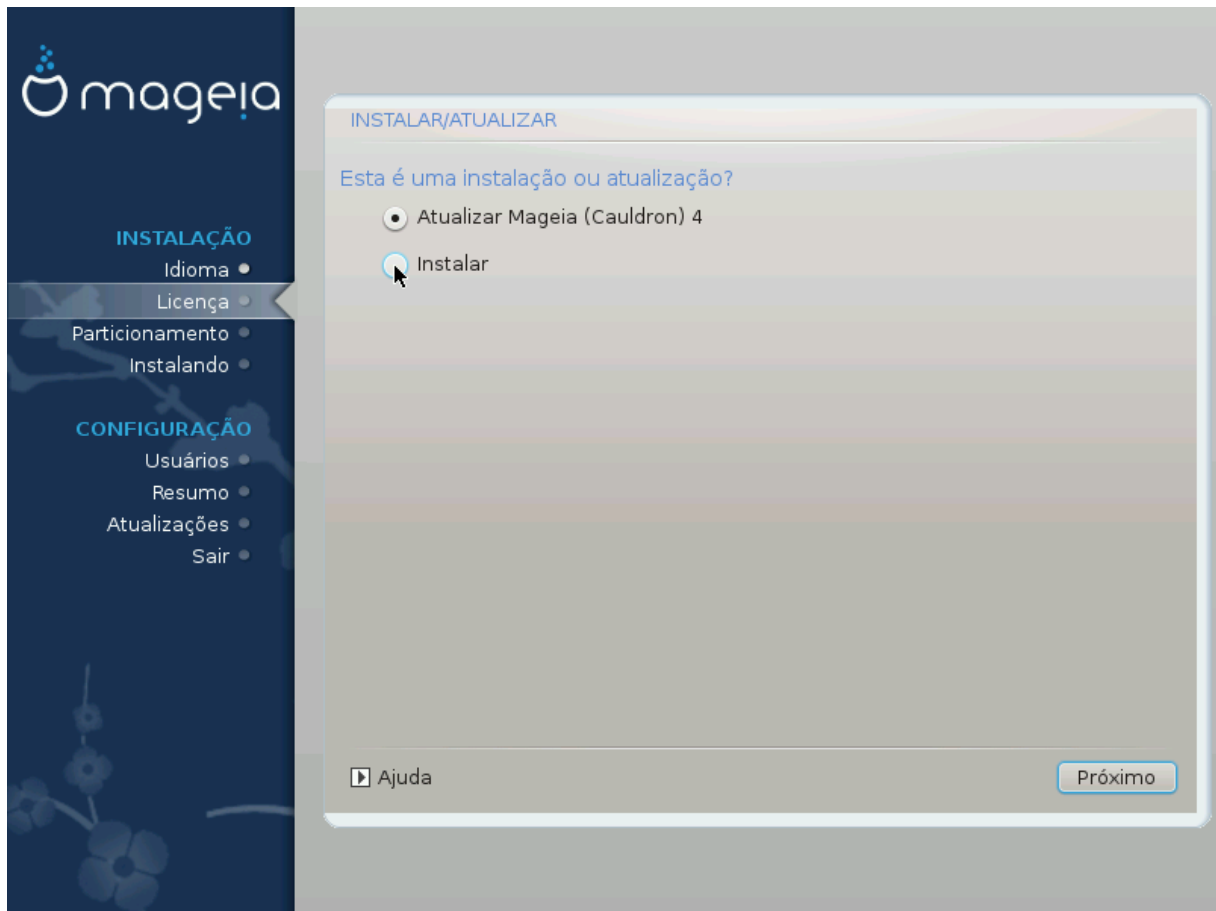 mageia
INSTALAÇÃO
Idioma
Licença
Particionamento
Instalando
CONFIGURAÇÃO
Usuários
Resumo
Atualizações
Sair
INSTALAR/ATUALIZAR
Esta é uma instalação ou atualização?
Atualizar Mageia (Cauldron) 4
Instalar
Ajuda
Próximo